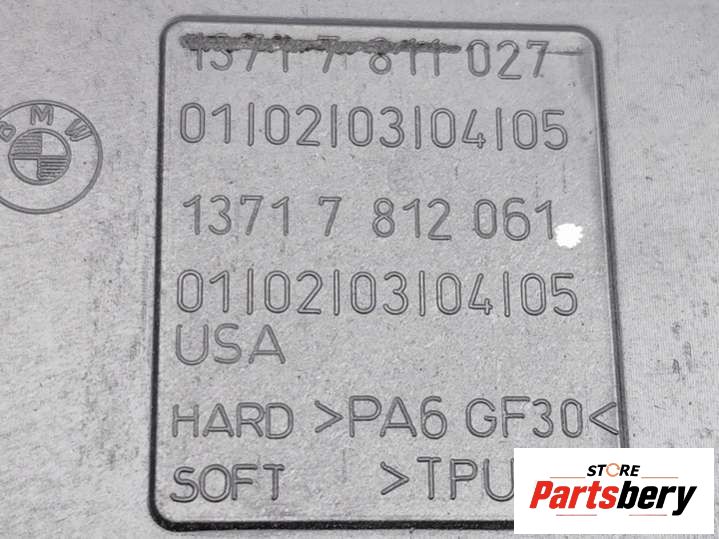 1371 7 811 027
01|02|03|04|05
BMW
1371 7 812 061
01|02|03|04|05
USA
HARD >PA6 GF30<
SOFT >TPU
STORE
Partsbery